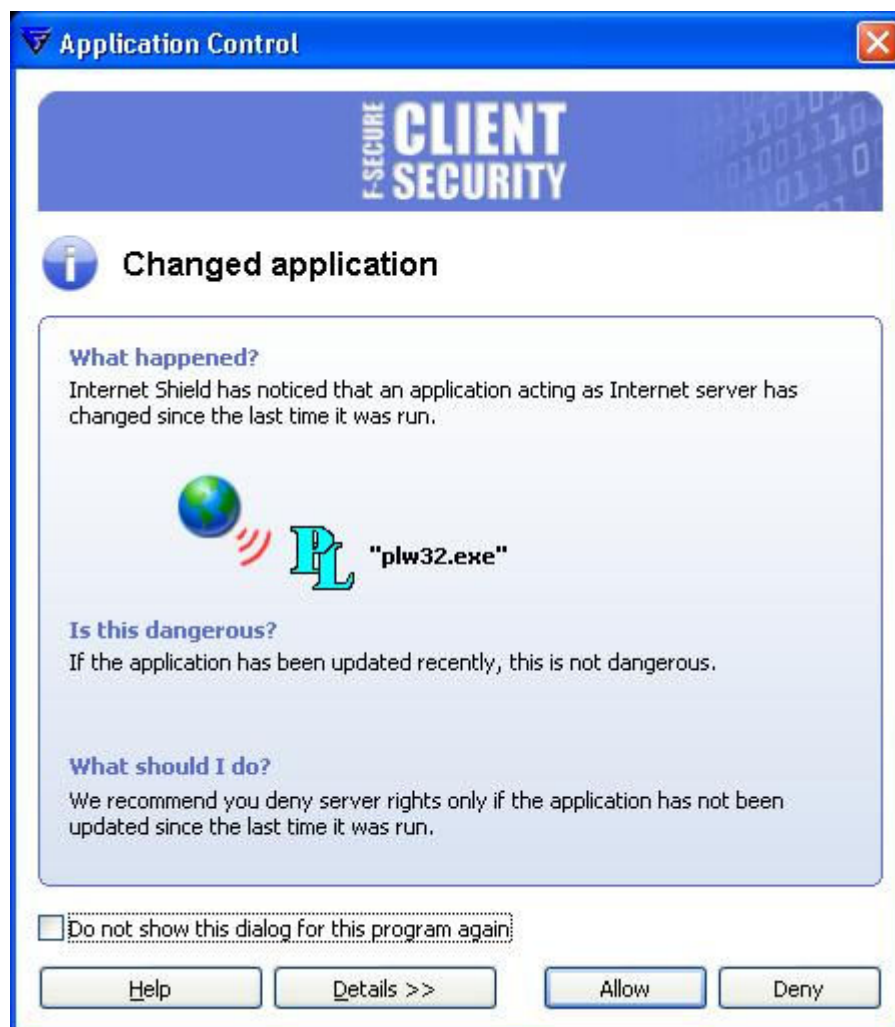 Application Control
F-SECURE CLIENT SECURITY
Changed application
What happened?
Internet Shield has noticed that an application acting as Internet server has
changed since the last time it was run.
PL "plw32.exe"
Is this dangerous?
If the application has been updated recently, this is not dangerous.
What should I do?
We recommend you deny server rights only if the application has not been
updated since the last time it was run.
Do not show this dialog for this program again
Help Details >> Allow Deny